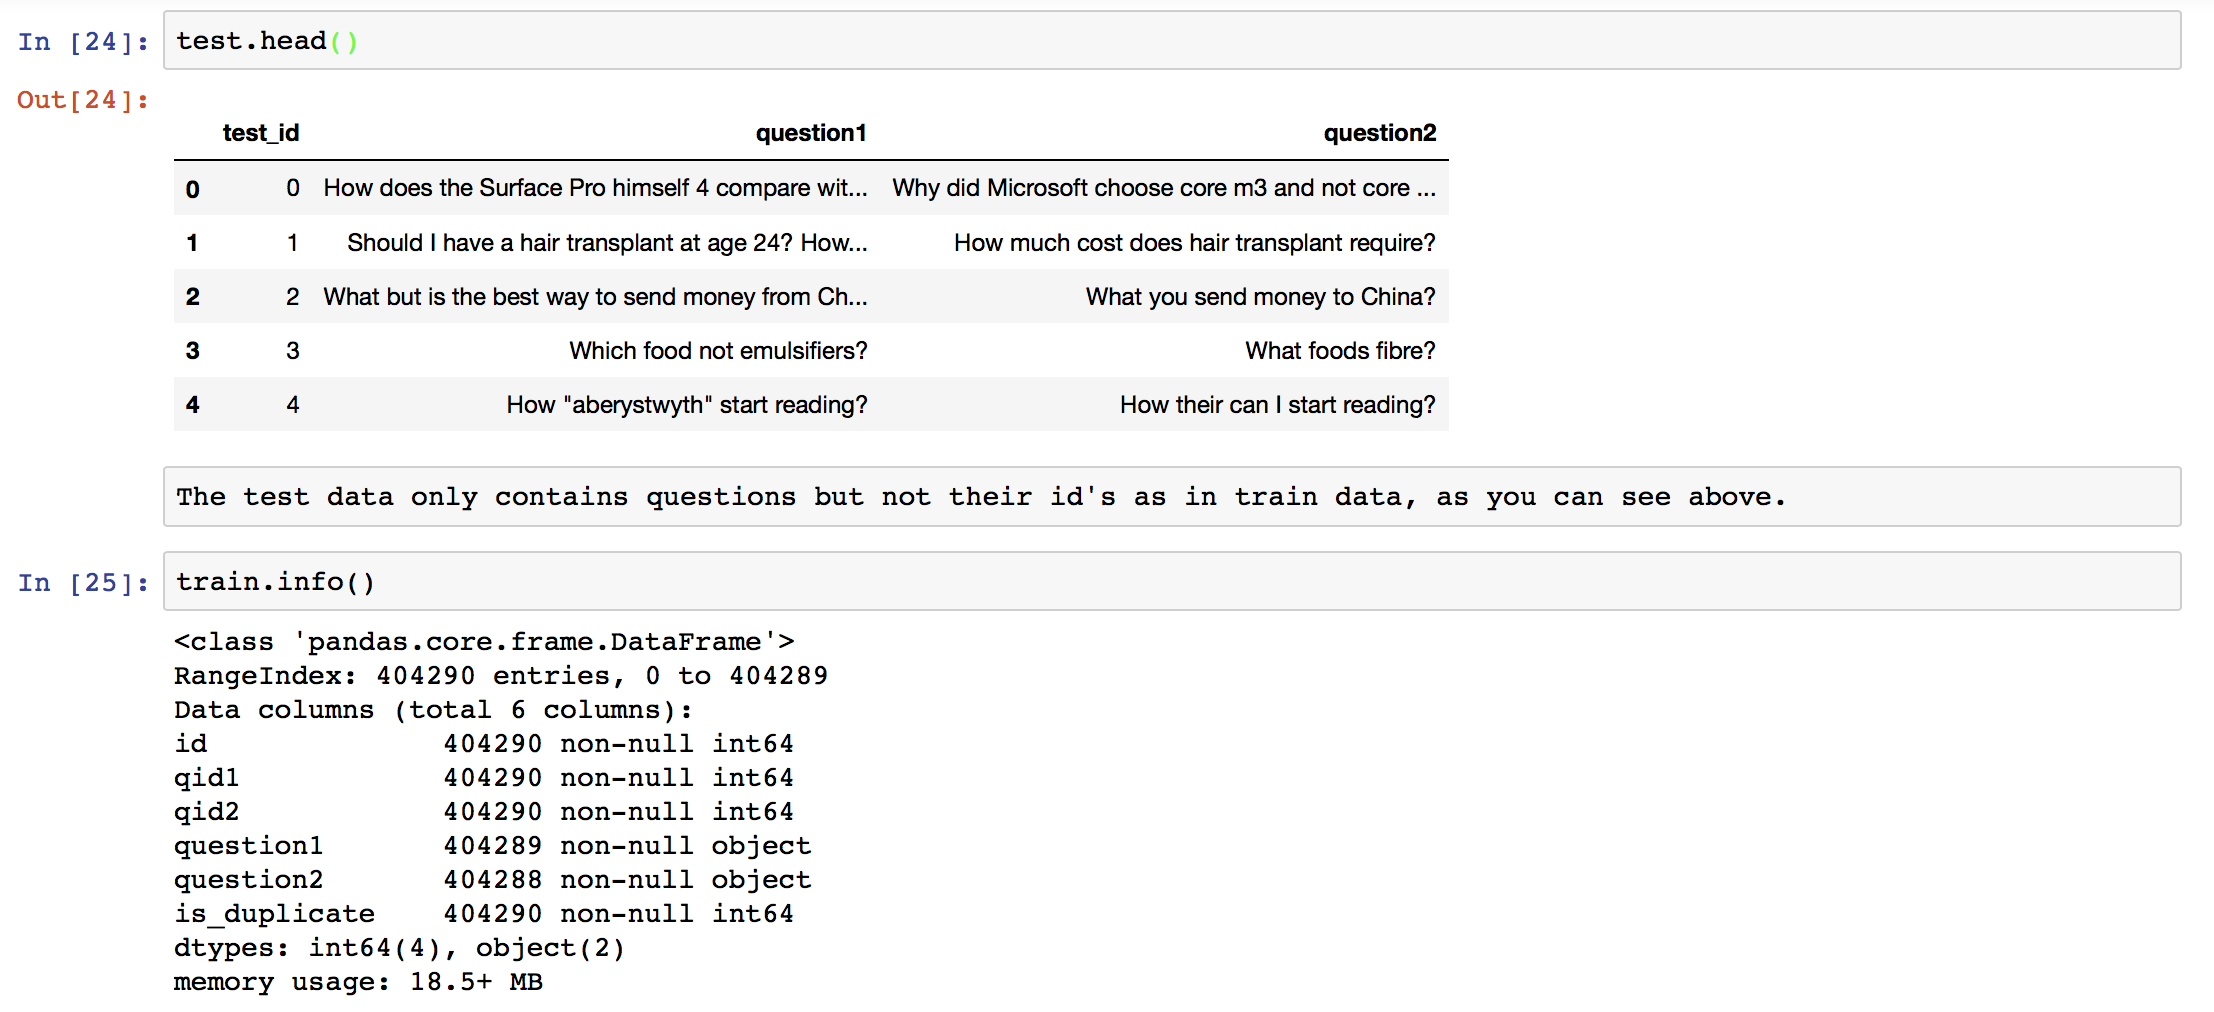 In [24]: test.head()
Out[24]:
test_id question1 question2
0 0 How does the Surface Pro himself 4 compare wit... Why did Microsoft choose core m3 and not core ...
1 1 Should I have a hair transplant at age 24? How... How much cost does hair transplant require?
2 2 What but is the best way to send money from Ch... What you send money to China?
3 3 Which food not emulsifiers? What foods fibre?
4 4 How "aberystwyth" start reading? How their can I start reading?
The test data only contains questions but not their id's as in train data, as you can see above.
In [25]: train.info()
<class 'pandas.core.frame.DataFrame'>
RangeIndex: 404290 entries, 0 to 404289
Data columns (total 6 columns):
id 404290 non-null int64
qid1 404290 non-null int64
qid2 404290 non-null int64
question1 404289 non-null object
question2 404288 non-null object
is_duplicate 404290 non-null int64
dtypes: int64(4), object(2)
memory usage: 18.5+ MB